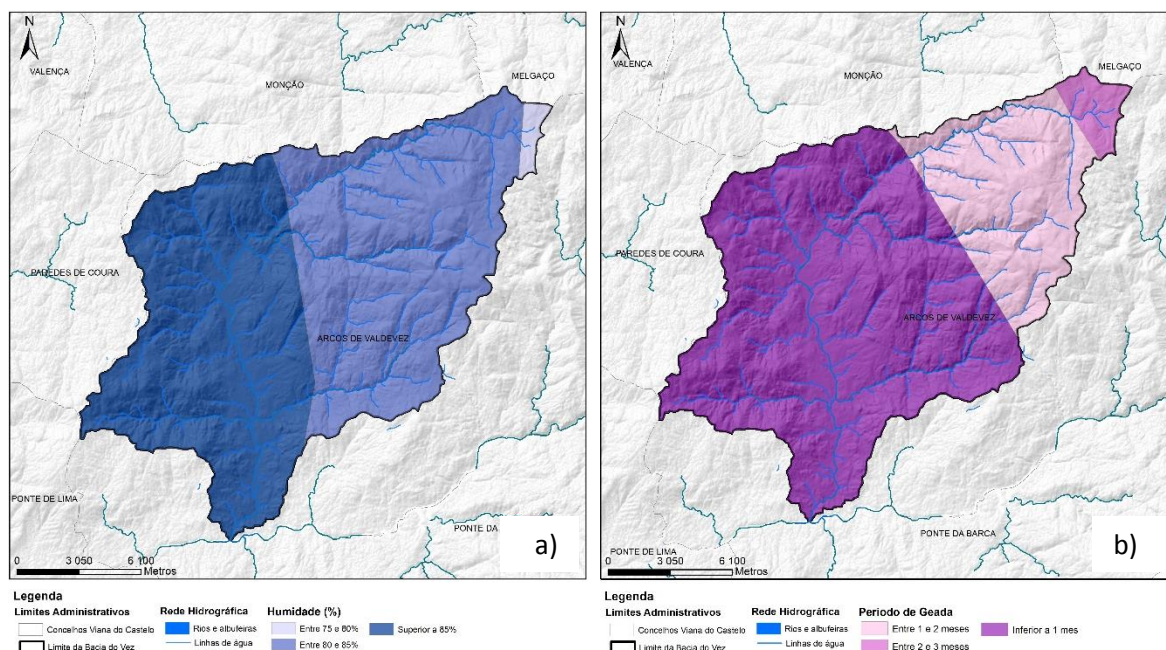 N
VALENÇA
MONÇÃO
MELGAÇO
PAREDES DE COURA
ARCOS DE VALDEVEZ
PONTE DE LIMA
PONTE DA
0 3 050 6 100
Metros
a)
Legenda
Limites Administrativos
Concelhos Viana do Castelo
Limite da Bacia do Vez
Rede Hidrográfica
Rios e albufeiras
Linhas de água
Humidade (%)
Entre 75 e 80%
Entre 80 e 85%
Superior a 85%
N
VALENÇA
MONÇÃO
MELGAÇO
PAREDES DE COURA
ARCOS DE VALDEVEZ
PONTE DA BARCA
PONTE DE LIMA
0 3 050 6 100
Metros
b)
Legenda
Limites Administrativos
Concelhos Viana do Castelo
Limite da Bacia do Vez
Rede Hidrográfica
Rios e albufeiras
Linhas de água
Periodo de Geada
Entre 1 e 2 meses
Entre 2 e 3 meses
Inferior a 1 mes